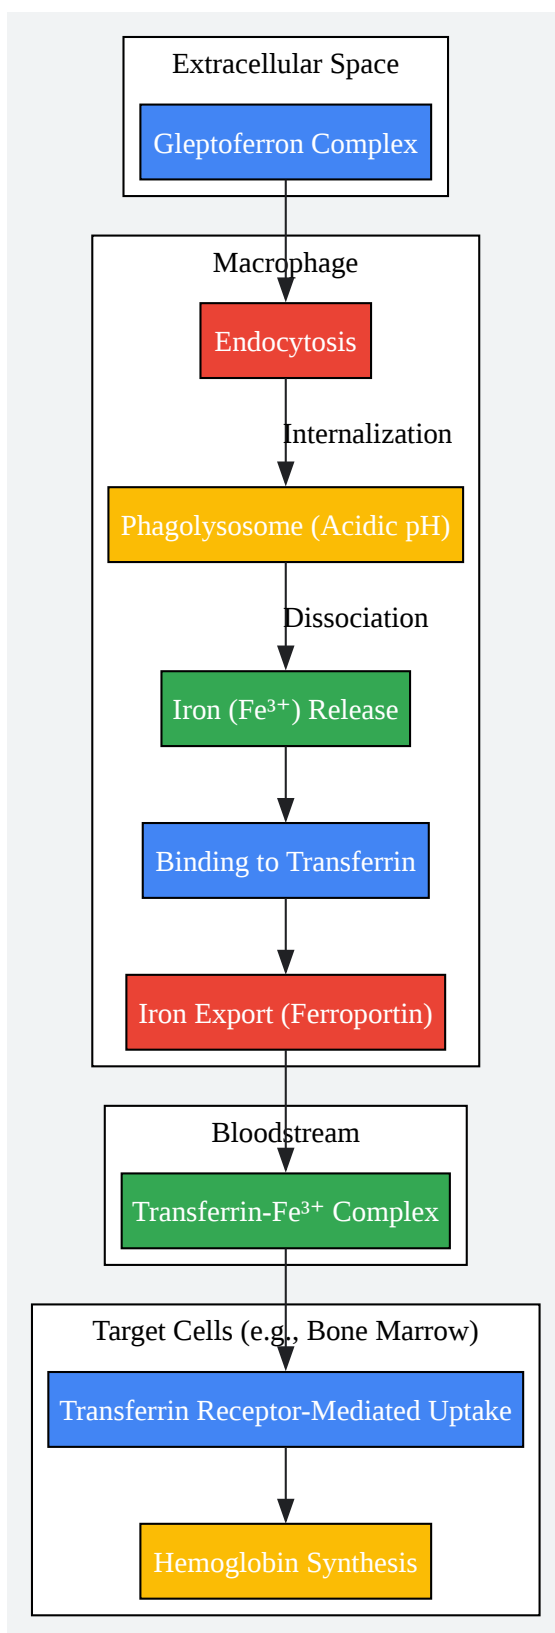 Extracellular Space
Gleptoferron Complex
Macrophage
Endocytosis
Internalization
Phagolysosome (Acidic pH)
Dissociation
Iron (Fe³⁺) Release
Binding to Transferrin
Iron Export (Ferroportin)
Bloodstream
Transferrin-Fe³⁺ Complex
Target Cells (e.g., Bone Marrow)
Transferrin Receptor-Mediated Uptake
Hemoglobin Synthesis